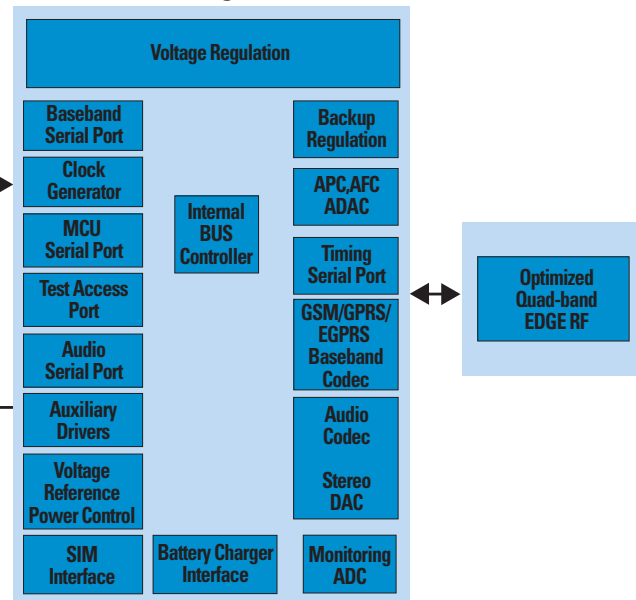 Voltage Regulation
Baseband
Serial Port
Clock
Generator
MCU
Serial Port
Test Access
Port
Audio
Serial Port
Auxiliary
Drivers
Voltage
Reference
Power Control
SIM
Interface
Internal
BUS
Controller
Battery Charger
Interface
Backup
Regulation
APC,AFC
ADAC
Timing
Serial Port
GSM/GPRS/
EGPRS
Baseband
Codec
Audio
Codec
Stereo
DAC
Monitoring
ADC
Optimized
Quad-band
EDGE RF